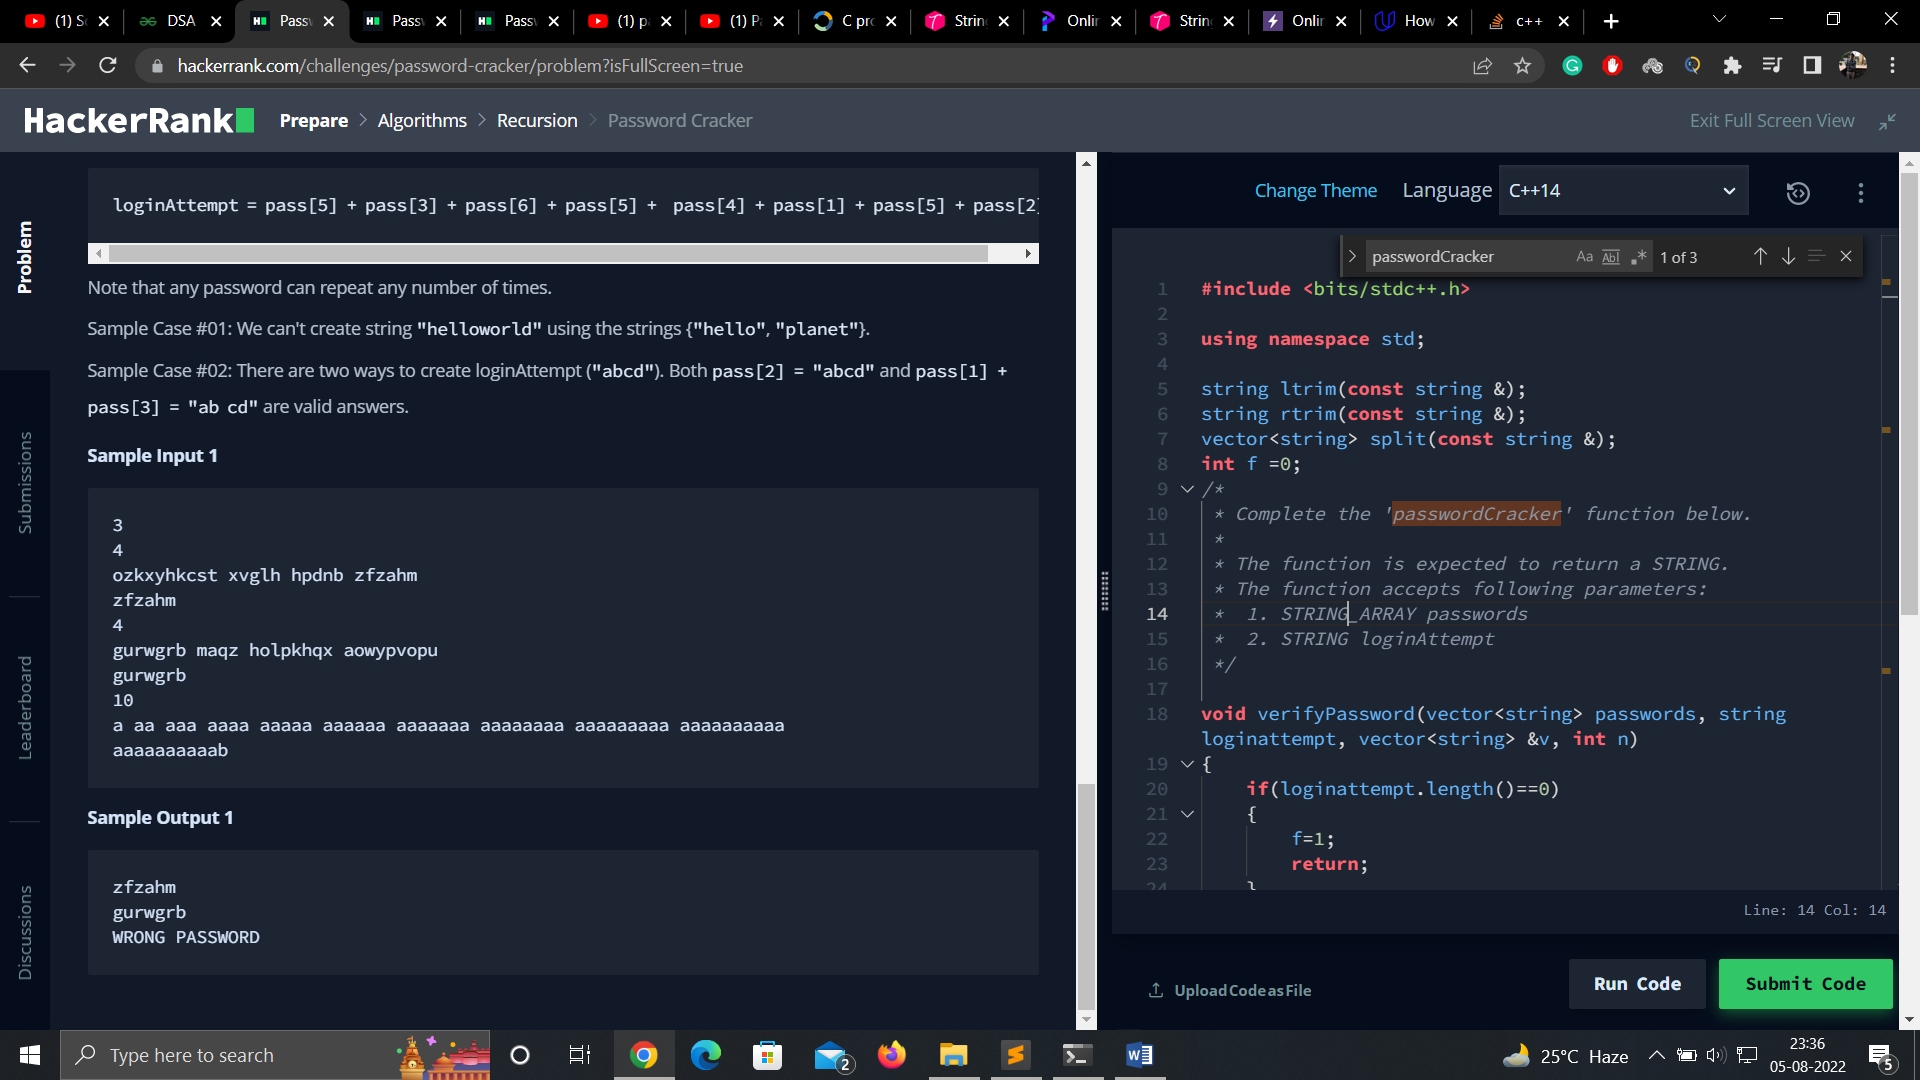 (1) S
DSA
Pass
Pass
Pass
(1) p
(1) P
C pr
Strin
Onlin
Strin
Onlin
How
c++
hackerrank.com/challenges/password-cracker/problem?isFullScreen=true
HackerRank
Prepare > Algorithms > Recursion > Password Cracker
Exit Full Screen View
Problem
Submissions
Leaderboard
Discussions
loginAttempt = pass[5] + pass[3] + pass[6] + pass[5] + pass[4] + pass[1] + pass[5] + pass[2]
Note that any password can repeat any number of times.
Sample Case #01: We can't create string "helloworld" using the strings {"hello", "planet"}.
Sample Case #02: There are two ways to create loginAttempt ("abcd"). Both pass[2] = "abcd" and pass[1] +
pass[3] = "ab cd" are valid answers.
Sample Input 1
3
4
ozkxyhkcst xvglh hpdnb zfzahm
zfzahm
4
gurwgrb maqz holpkhqx aowypvopu
gurwgrb
10
a aa aaa aaaa aaaaa aaaaaa aaaaaaa aaaaaaaa aaaaaaaaa aaaaaaaaaa
aaaaaaaaaab
Sample Output 1
zfzahm
gurwgrb
WRONG PASSWORD
Change Theme
Language
C++14
passwordCracker
Aa
Abl
1 of 3
1 #include <bits/stdc++.h>
2
3 using namespace std;
4
5 string ltrim(const string &);
6 string rtrim(const string &);
7 vector<string> split(const string &);
8 int f =0;
9 /*
10 * Complete the 'passwordCracker' function below.
11 *
12 * The function is expected to return a STRING.
13 * The function accepts following parameters:
14 * 1. STRING_ARRAY passwords
15 * 2. STRING loginAttempt
16 */
17
18 void verifyPassword(vector<string> passwords, string
loginattempt, vector<string> &v, int n)
19 {
20 if(loginattempt.length()==0)
21 {
22 f=1;
23 return;
24 }
Line: 14 Col: 14
Upload Code as File
Run Code
Submit Code
Type here to search
2
25°C Haze
23:36
05-08-2022
5